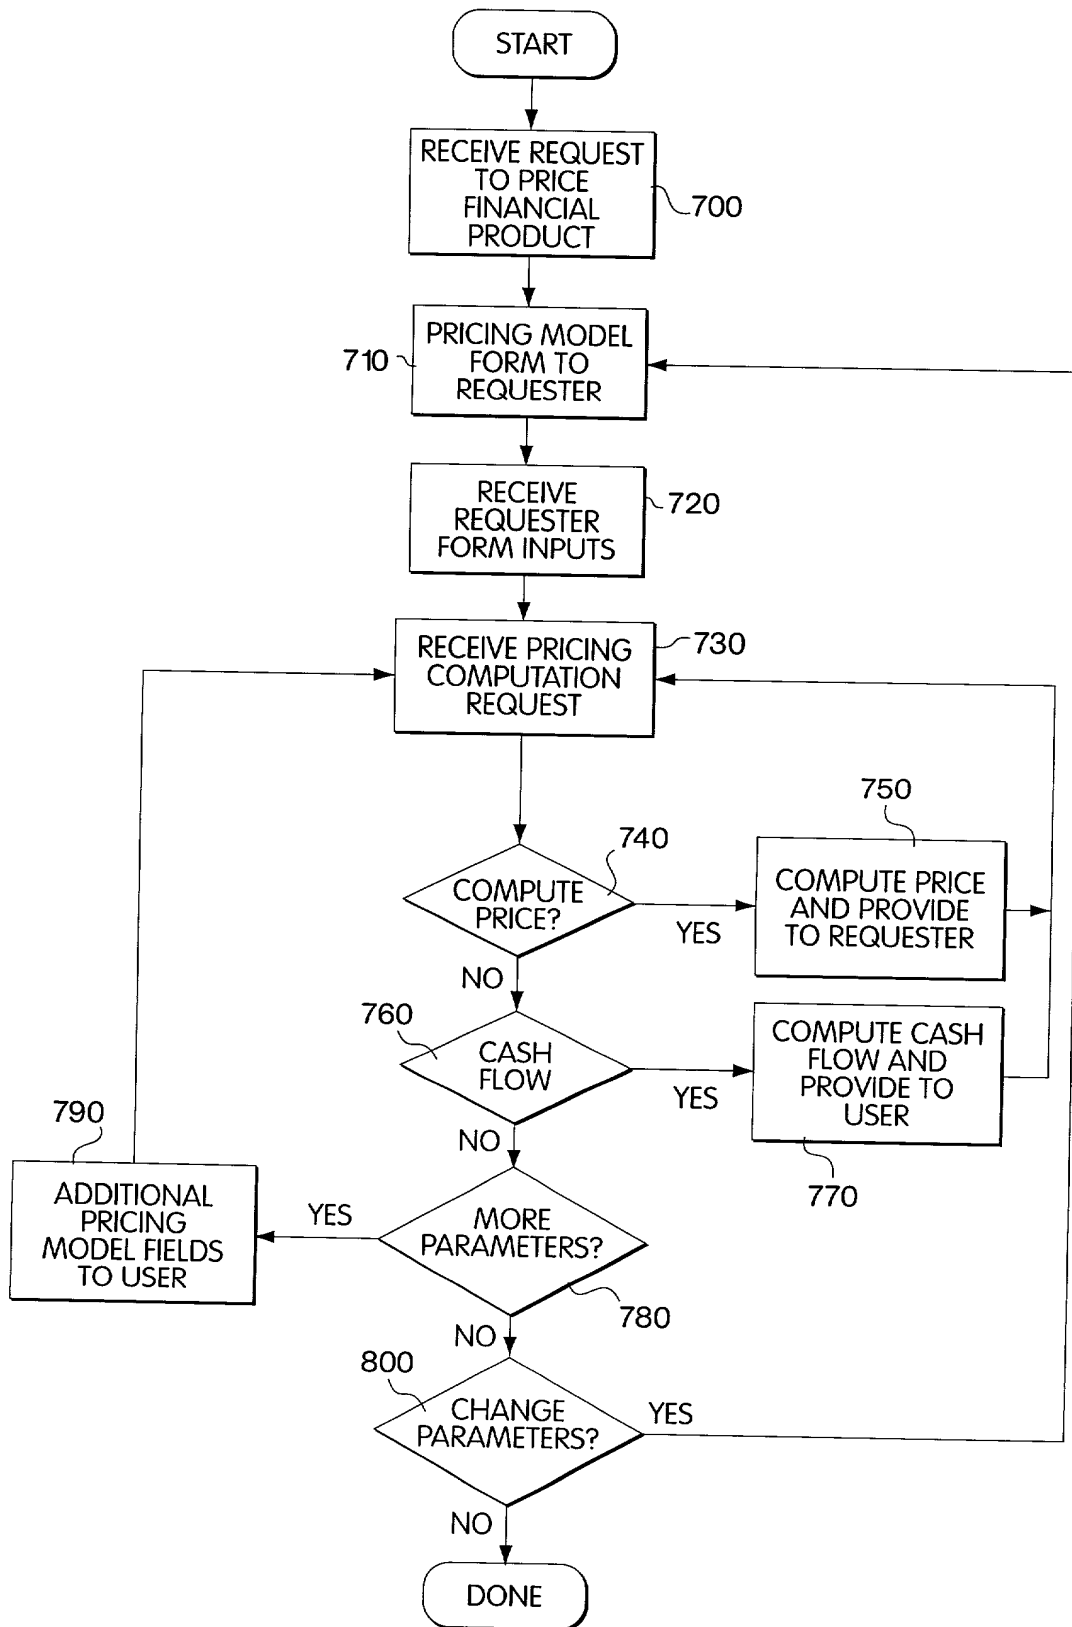 START
RECEIVE REQUEST
TO PRICE
FINANCIAL
PRODUCT
700
PRICING MODEL
FORM TO
REQUESTER
710
RECEIVE
REQUESTER
FORM INPUTS
720
RECEIVE PRICING
COMPUTATION
REQUEST
730
COMPUTE
PRICE?
740
YES
NO
750
COMPUTE PRICE
AND PROVIDE
TO REQUESTER
760
CASH
FLOW
YES
NO
COMPUTE CASH
FLOW AND
PROVIDE TO
USER
770
790
ADDITIONAL
PRICING
MODEL FIELDS
TO USER
YES
MORE
PARAMETERS?
780
NO
800
CHANGE
PARAMETERS?
YES
NO
DONE